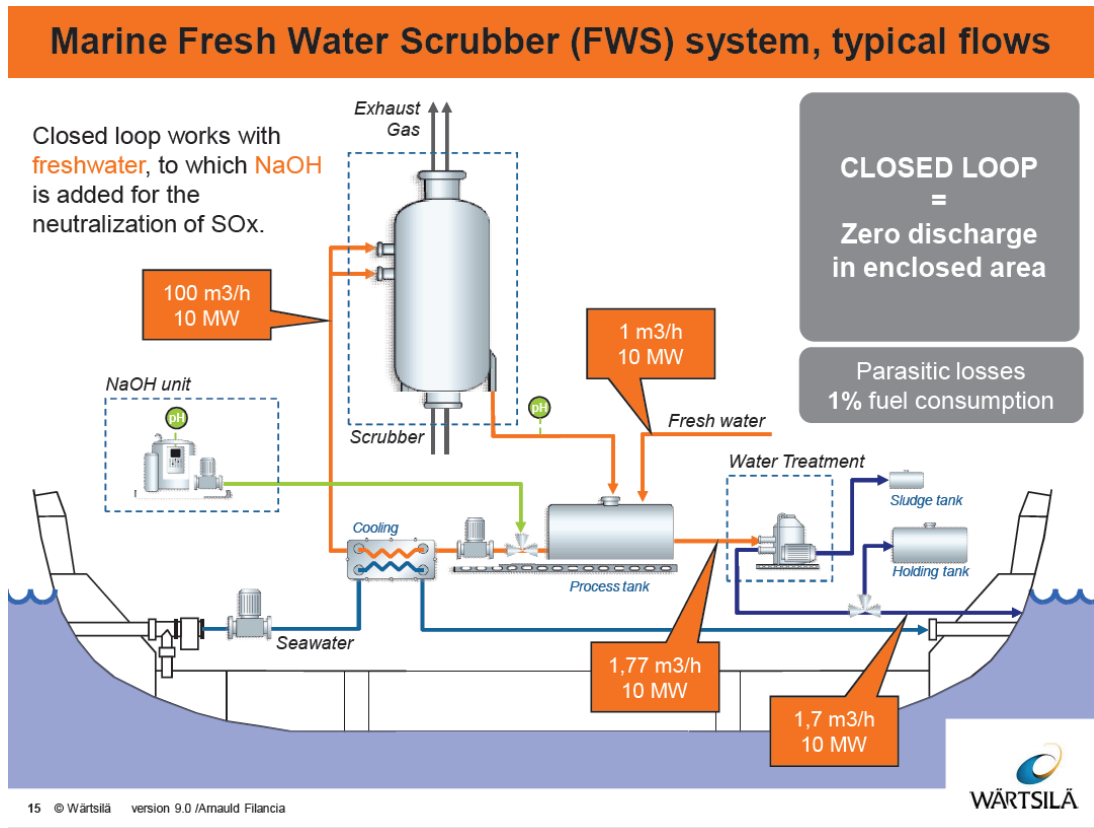 Marine Fresh Water Scrubber (FWS) system, typical flows
Closed loop works with
freshwater, to which NaOH
is added for the
neutralization of SOx.
Exhaust
Gas
CLOSED LOOP
=
Zero discharge
in enclosed area
Parasitic losses
1% fuel consumption
100 m3/h
10 MW
1 m3/h
10 MW
NaOH unit
pH
Scrubber
pH
Fresh water
Water Treatment
Sludge tank
Cooling
Holding tank
Process tank
Seawater
1,77 m3/h
10 MW
1,7 m3/h
10 MW
15 © Wärtsilä version 9.0 /Arnauld Filancia
WÄRTSILÄ